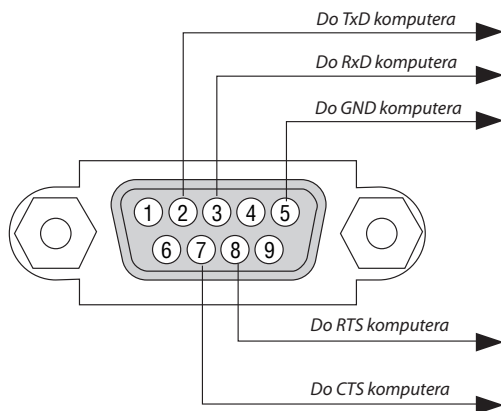 Do TxD komputera
Do RxD komputera
Do GND komputera
1 2 3 4 5
6 7 8 9
Do RTS komputera
Do CTS komputera